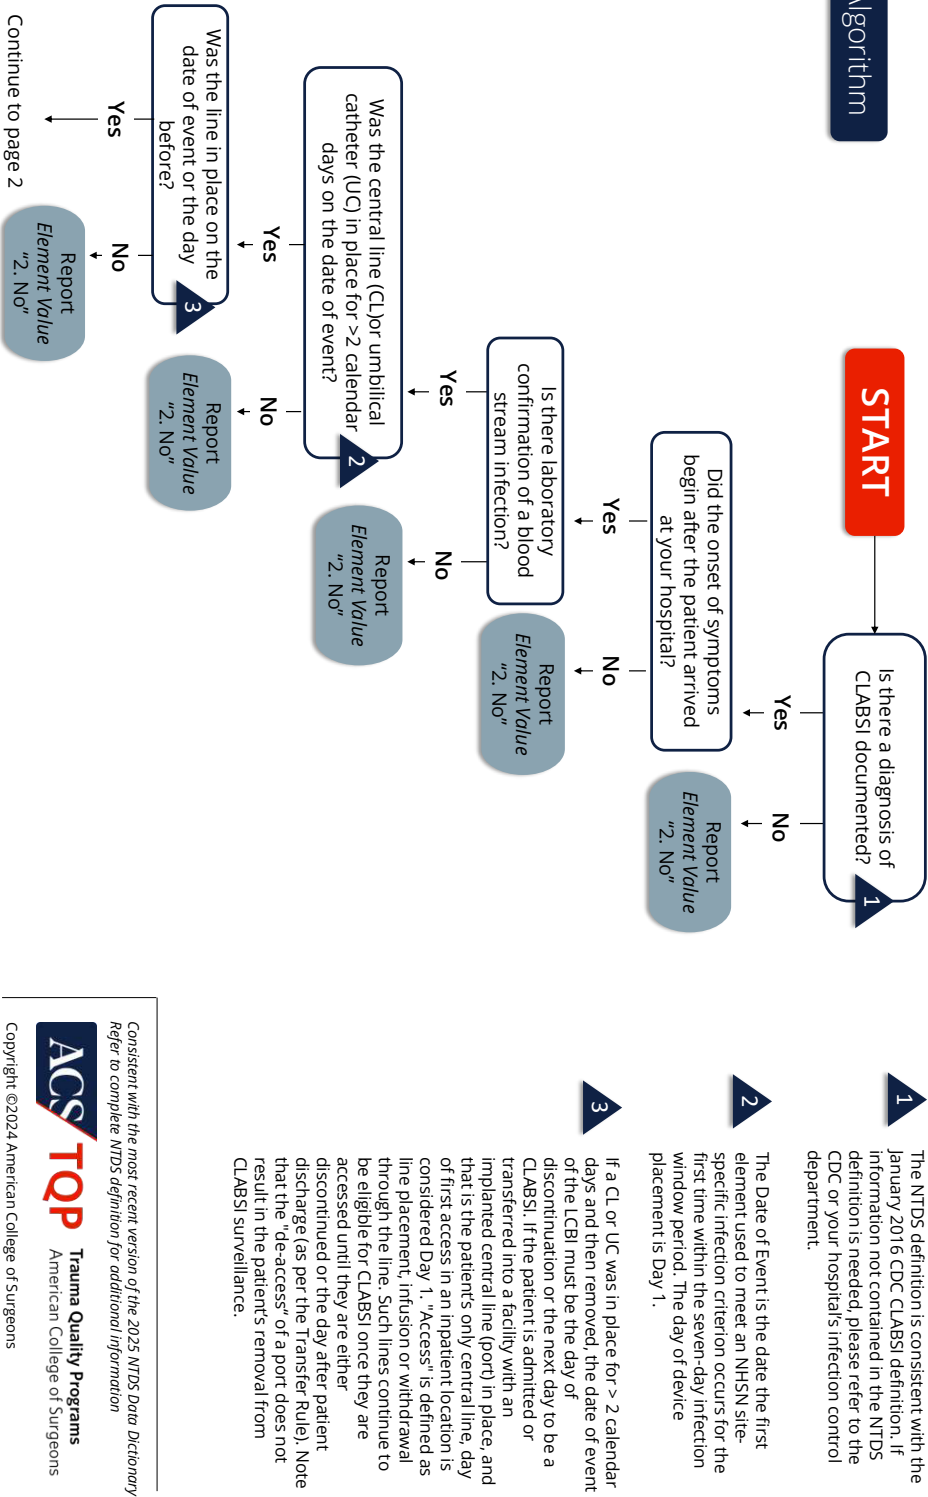 Algorithm
START
Is there a diagnosis of
CLABSI documented?
1
Yes
No
Report
Element Value
“2. No”
Did the onset of symptoms
begin after the patient arrived
at your hospital?
Yes
No
Report
Element Value
“2. No”
Is there laboratory
confirmation of a blood
stream infection?
Yes
No
Report
Element Value
“2. No”
Was the central line (CL)or umbilical
catheter (UC) in place for >2 calendar
days on the date of event?
2
Yes
No
Report
Element Value
“2. No”
Was the line in place on the
date of event or the day
before?
3
Yes
No
Report
Element Value
“2. No”
Continue to page 2
1
The NTDS definition is consistent with the
January 2016 CDC CLABSI definition. If
information not contained in the NTDS
definition is needed, please refer to the
CDC or your hospital’s infection control
department.
2
The Date of Event is the date the first
element used to meet an NHSN site-
specific infection criterion occurs for the
first time within the seven-day infection
window period. The day of device
placement is Day 1.
3
If a CL or UC was in place for > 2 calendar
days and then removed, the date of event
of the LCBI must be the day of
discontinuation or the next day to be a
CLABSI. If the patient is admitted or
transferred into a facility with an
implanted central line (port) in place, and
that is the patient’s only central line, day
of first access in an inpatient location is
considered Day 1. "Access" is defined as
line placement, infusion or withdrawal
through the line. Such lines continue to
be eligible for CLABSI once they are
accessed until they are either
discontinued or the day after patient
discharge (as per the Transfer Rule). Note
that the "de-access” of a port does not
result in the patient’s removal from
CLABSI surveillance.
Consistent with the most recent version of the 2025 NTDS Data Dictionary
Refer to complete NTDS definition for additional information
ACS TQP
Trauma Quality Programs
American College of Surgeons
Copyright ©2024 American College of Surgeons